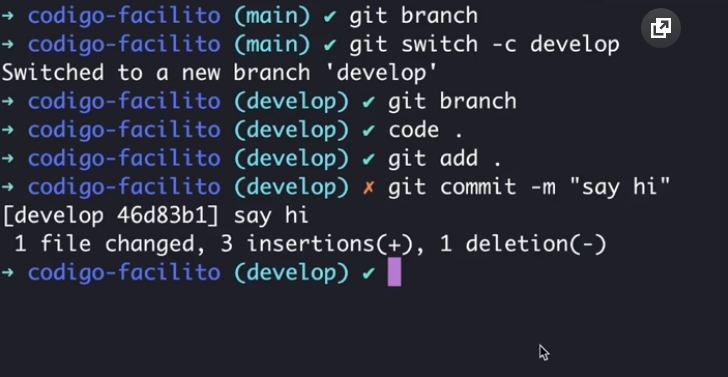 → codigo-facilito (main) ✔ git branch
→ codigo-facilito (main) ✔ git switch -c develop
Switched to a new branch 'develop'
→ codigo-facilito (develop) ✔ git branch
→ codigo-facilito (develop) ✔ code .
→ codigo-facilito (develop) ✔ git add .
→ codigo-facilito (develop) ✗ git commit -m "say hi"
[develop 46d83b1] say hi
 1 file changed, 3 insertions(+), 1 deletion(-)
→ codigo-facilito (develop) ✔